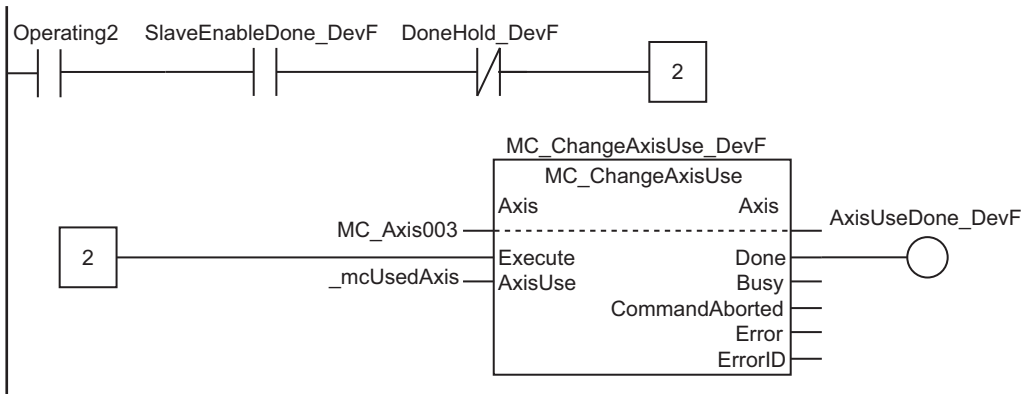 Operating2 SlaveEnableDone_DevF DoneHold_DevF
2
MC_ChangeAxisUse_DevF
MC_ChangeAxisUse
Axis Axis
AxisUseDone_DevF
MC_Axis003
2
Execute Done
_mcUsedAxis AxisUse Busy
CommandAborted
Error
ErrorID